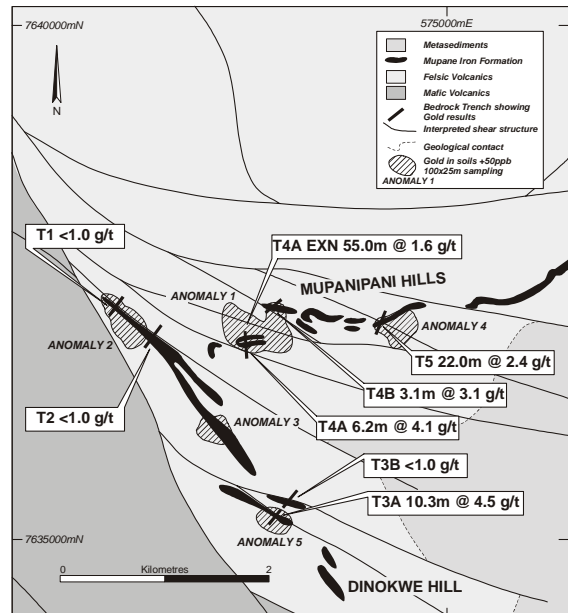 7640000mN
575000mE
Metasediments
Mupane Iron Formation
Felsic Volcanics
Mafic Volcanics
Bedrock Trench showing
Gold results
Interpreted shear structure
Geological contact
Gold in soils +50ppb
100x25m sampling
ANOMALY 1
N
T1 <1.0 g/t
T4A EXN 55.0m @ 1.6 g/t
MUPANIPANI HILLS
ANOMALY 1
ANOMALY 2
ANOMALY 4
T5 22.0m @ 2.4 g/t
T4B 3.1m @ 3.1 g/t
T2 <1.0 g/t
ANOMALY 3
T4A 6.2m @ 4.1 g/t
T3B <1.0 g/t
T3A 10.3m @ 4.5 g/t
7635000mN
ANOMALY 5
0 Kilometres 2
DINOKWE HILL